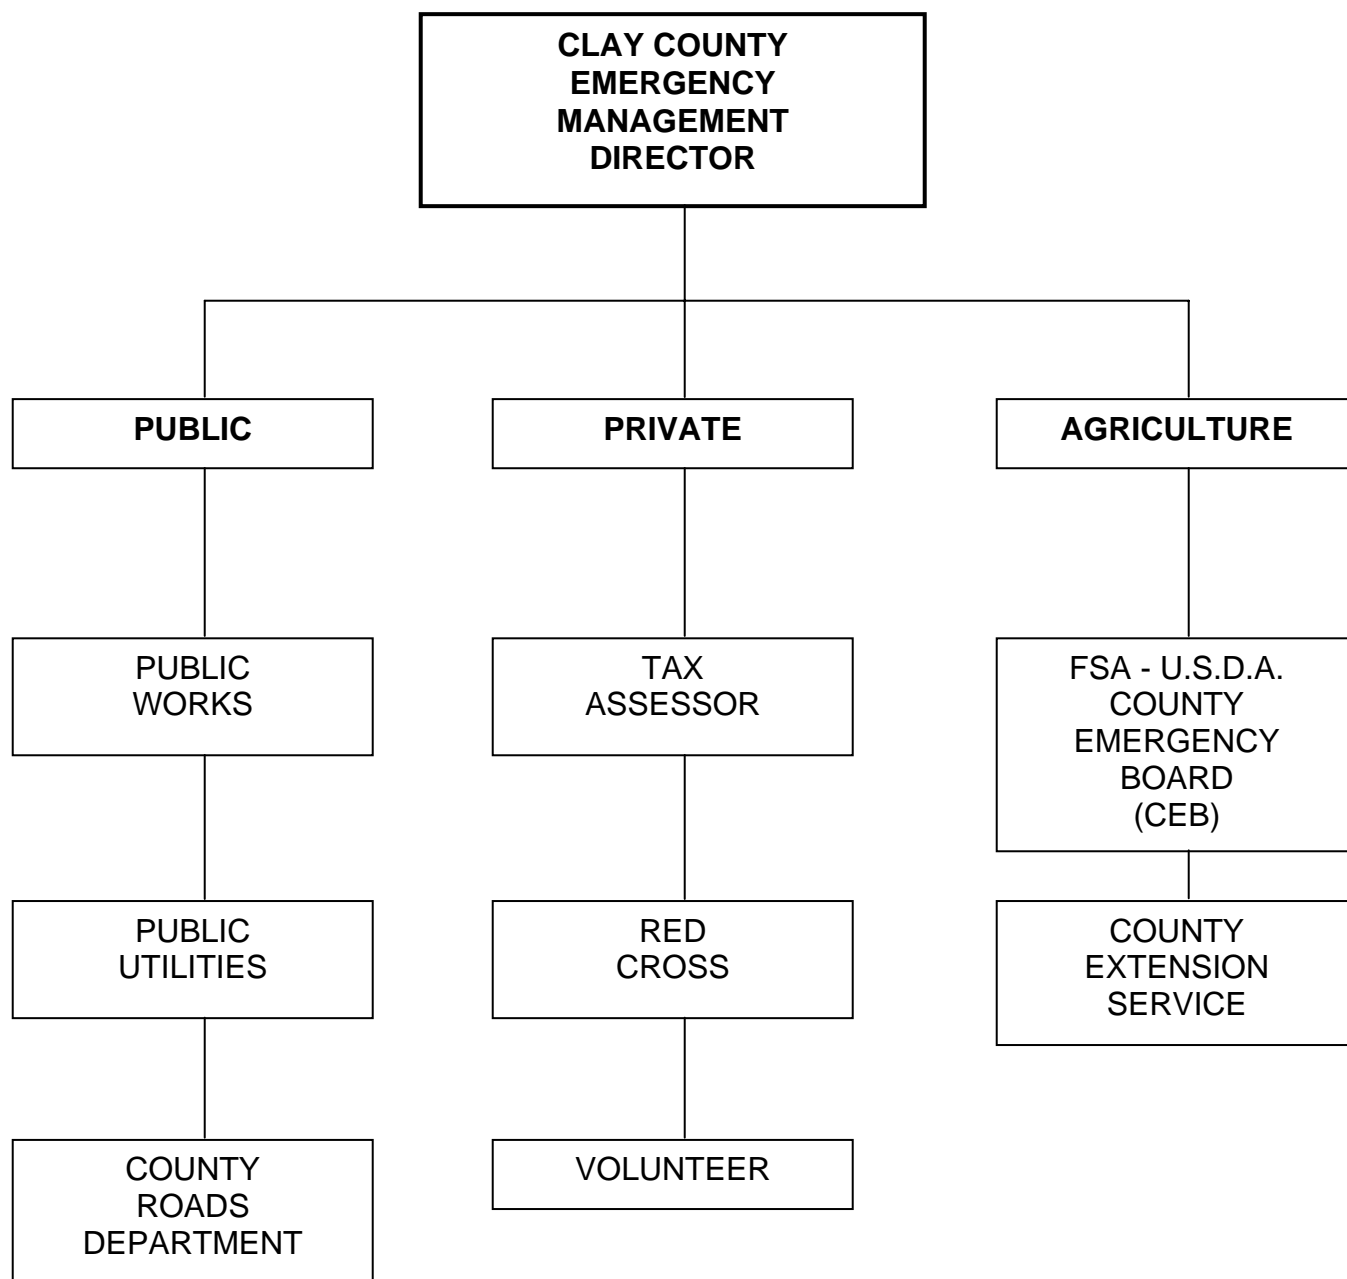 CLAY COUNTY
EMERGENCY
MANAGEMENT
DIRECTOR
PUBLIC
PRIVATE
AGRICULTURE
PUBLIC
WORKS
TAX
ASSESSOR
FSA - U.S.D.A.
COUNTY
EMERGENCY
BOARD
(CEB)
PUBLIC
UTILITIES
RED
CROSS
COUNTY
EXTENSION
SERVICE
COUNTY
ROADS
DEPARTMENT
VOLUNTEER